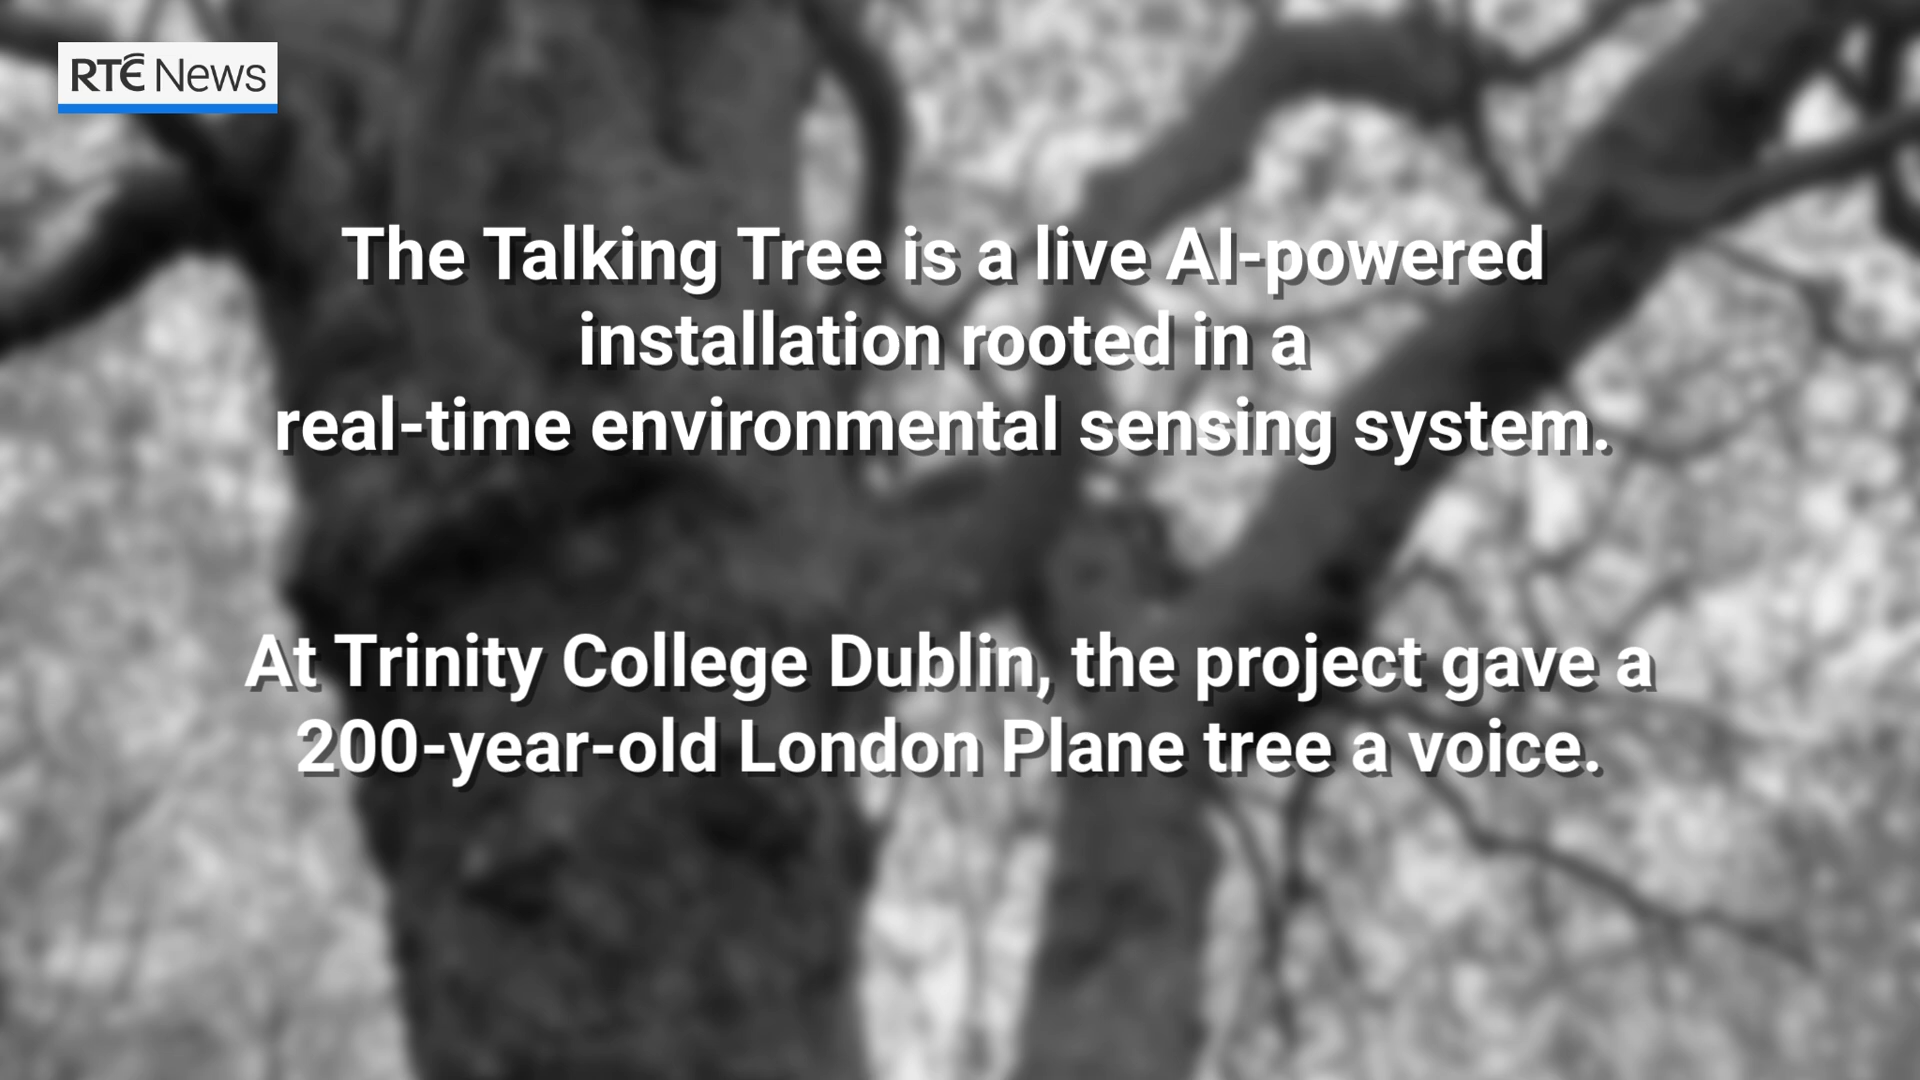 RTÉ News
The Talking Tree is a live AI-powered
installation rooted in a
real-time environmental sensing system.
At Trinity College Dublin, the project gave a
200-year-old London Plane tree a voice.